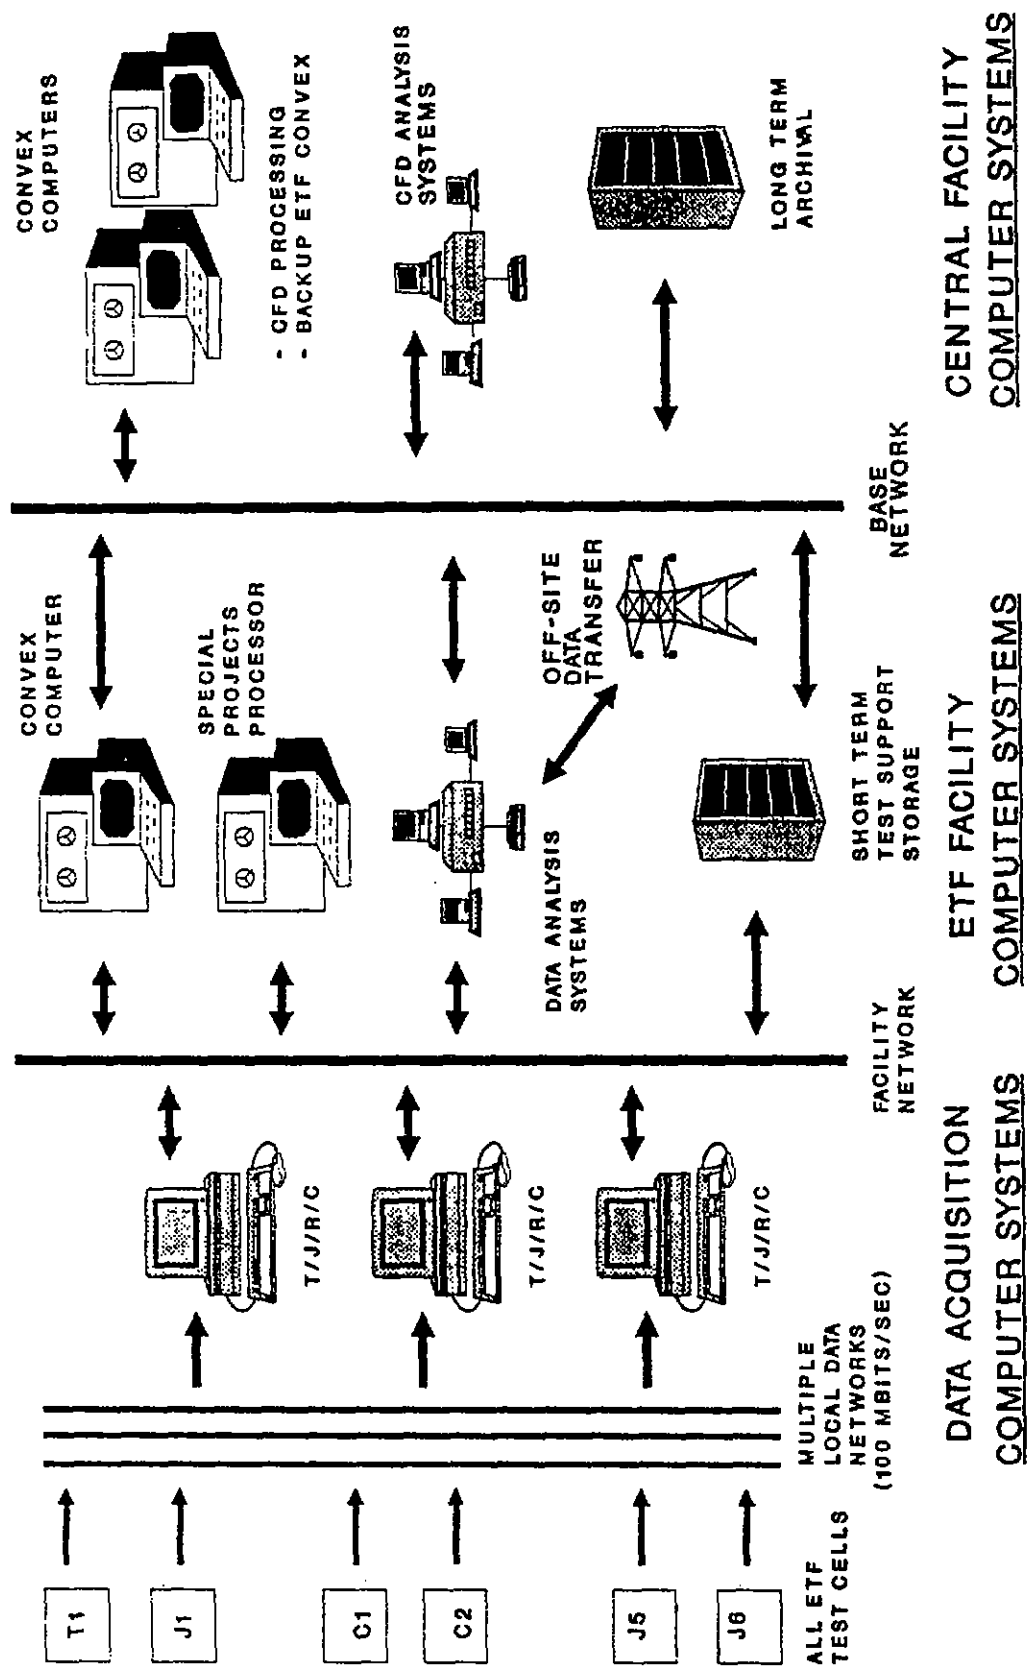 T1
J1
C1
C2
J5
J6
ALL ETF
TEST CELLS
MULTIPLE
LOCAL DATA
NETWORKS
(100 MBITS/SEC)
T/J/R/C
T/J/R/C
T/J/R/C
FACILITY
NETWORK
DATA ACQUISITION
COMPUTER SYSTEMS
CONVEX
COMPUTER
SPECIAL
PROJECTS
PROCESSOR
DATA ANALYSIS
SYSTEMS
OFF-SITE
DATA
TRANSFER
SHORT TERM
TEST SUPPORT
STORAGE
BASE
NETWORK
ETF FACILITY
COMPUTER SYSTEMS
CONVEX
COMPUTERS
- CFD PROCESSING
- BACKUP ETF CONVEX
CFD ANALYSIS
SYSTEMS
LONG TERM
ARCHIVAL
CENTRAL FACILITY
COMPUTER SYSTEMS